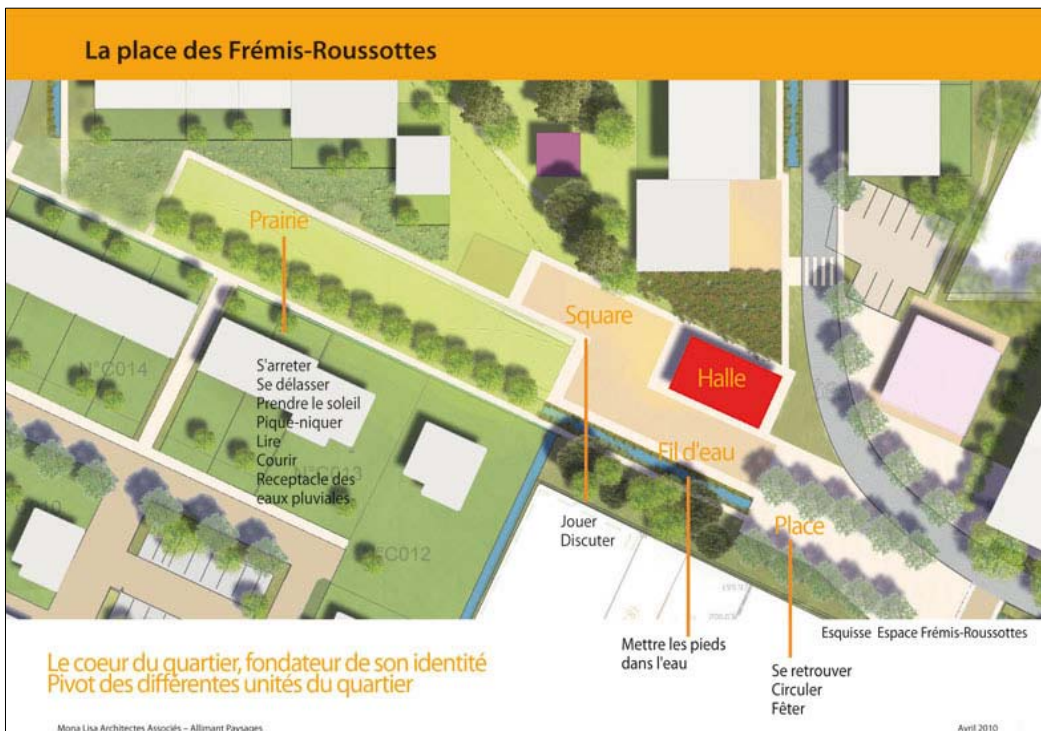 La place des Frémis-Roussottes
Prairie
Square
Halle
Fil d'eau
Place
S'arreter
Se délasser
Prendre le soleil
Pique-niquer
Lire
Courir
Receptacle des
eaux pluviales
N°C014
N°C013
C012
Jouer
Discuter
Mettre les pieds
dans l'eau
Se retrouver
Circuler
Fêter
Esquisse Espace Frémis-Roussottes
Le coeur du quartier, fondateur de son identité
Pivot des différentes unités du quartier
Mona Lisa Architectes Associés – Allimant Paysages
Avril 2010